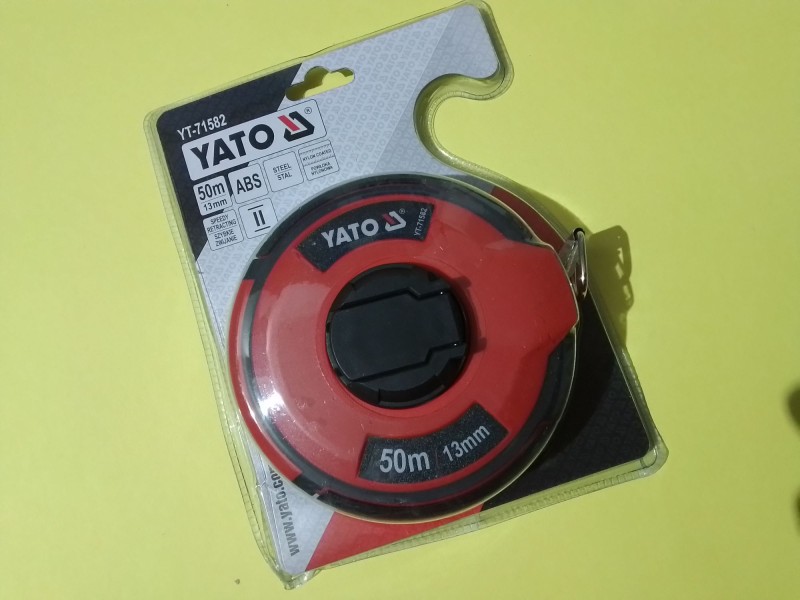 YT-71582
YATO ®
50m
13mm
ABS
STEEL
STAL
NYLON COATED
POWŁOKA
NYLONOWA
SPEEDY
RETRACTING
SZYBKIE
ZWIJANIE
II
YATO ®
YT-71582
50m 13mm
www.yato.com